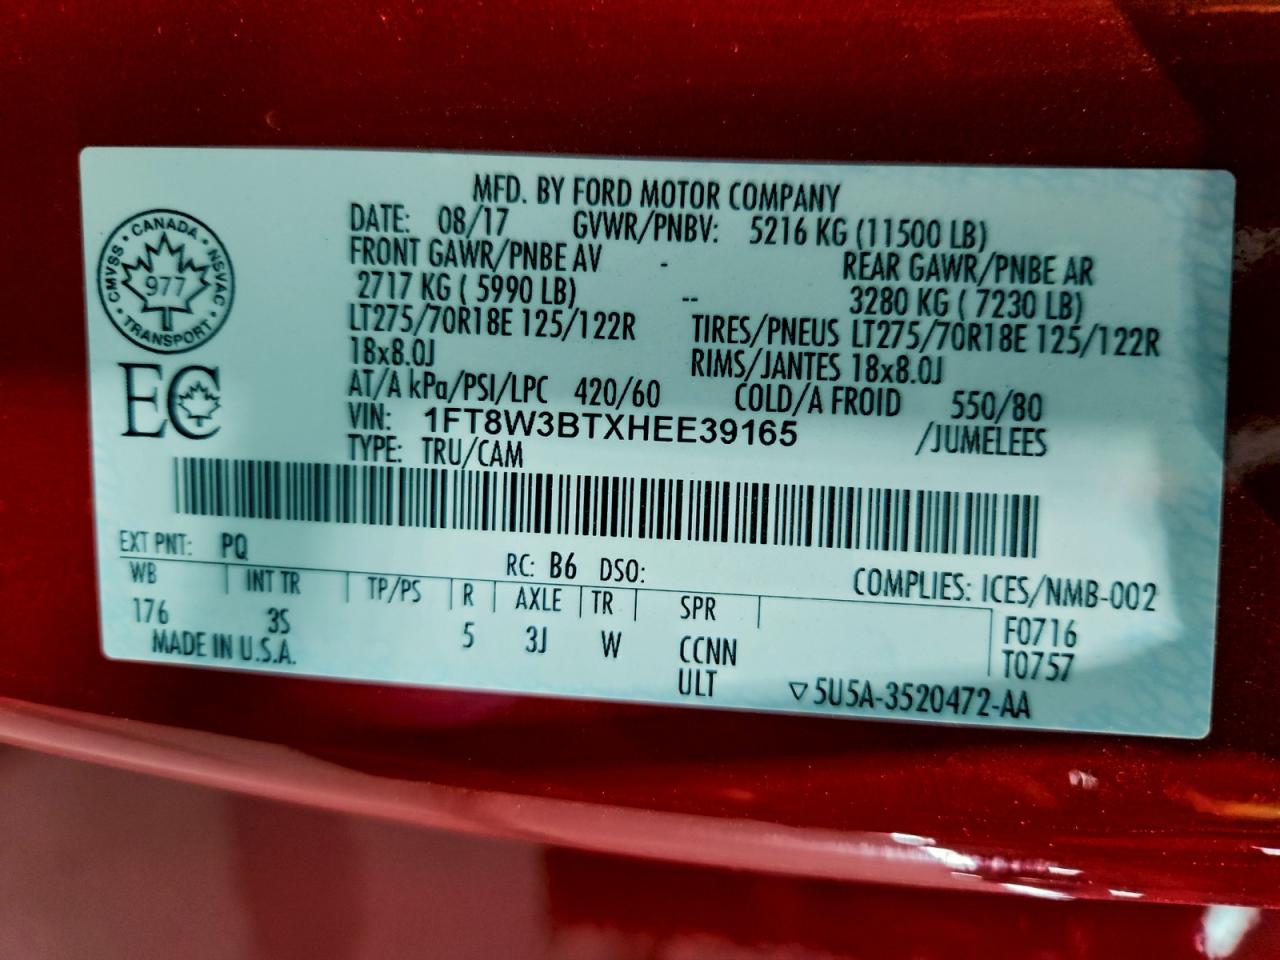 MFD. BY FORD MOTOR COMPANY
DATE: 08/17 GVWR/PNBV: 5216 KG (11500 LB)
FRONT GAWR/PNBE AV - REAR GAWR/PNBE AR
2717 KG ( 5990 LB) -- 3280 KG ( 7230 LB)
LT275/70R18E 125/122R TIRES/PNEUS LT275/70R18E 125/122R
18x8.0J RIMS/JANTES 18x8.0J
AT/A kPa/PSI/LPC 420/60 COLD/A FROID 550/80
VIN: 1FT8W3BTXHEE39165 /JUMELEES
TYPE: TRU/CAM
CANADA NSVAC TRANSPORT CMVSS
977
EC
EXT PNT: PQ RC: B6 DSO: COMPLIES: ICES/NMB-002
WB INT TR TP/PS R AXLE TR SPR F0716
176 3S 5 3J W CCNN T0757
MADE IN U.S.A. ULT ▽5U5A-3520472-AA